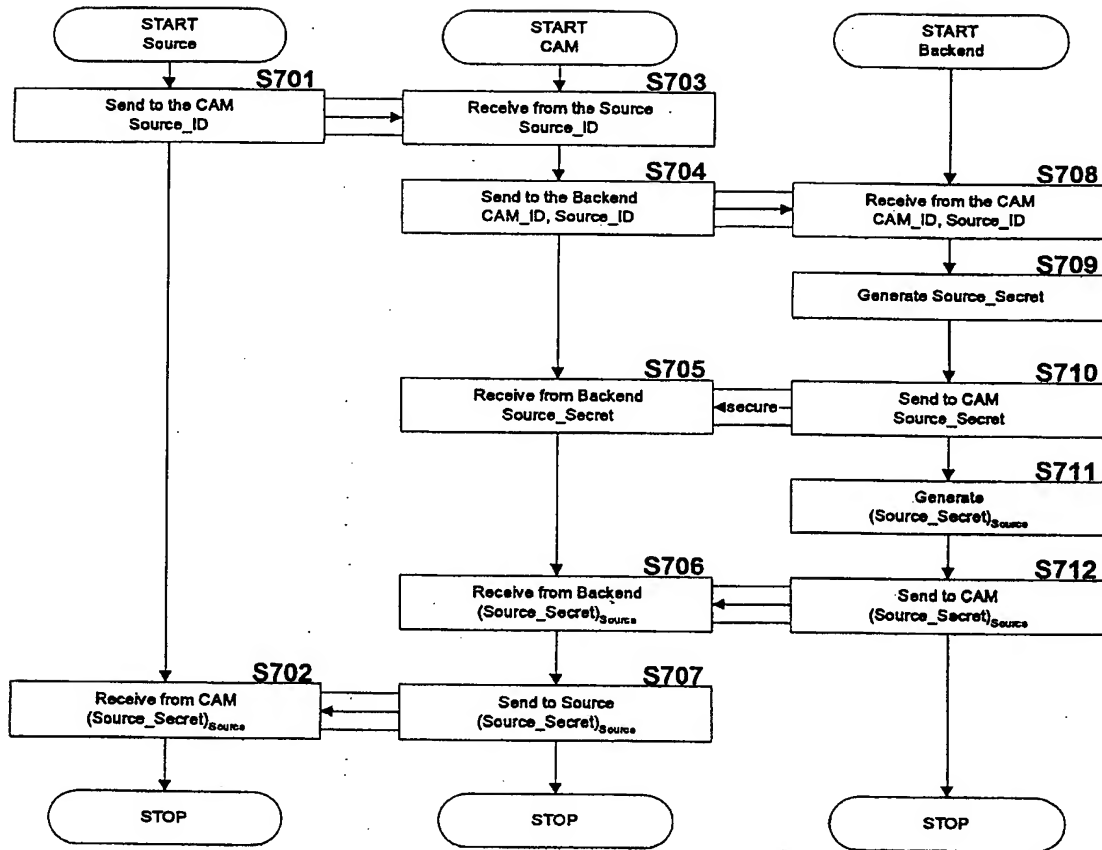 START
Source
START
CAM
START
Backend
S701
Send to the CAM
Source_ID
S703
Receive from the Source
Source_ID
S704
Send to the Backend
CAM_ID, Source_ID
S708
Receive from the CAM
CAM_ID, Source_ID
S709
Generate Source_Secret
S705
Receive from Backend
Source_Secret
secure
S710
Send to CAM
Source_Secret
S711
Generate
(Source_Secret)Source
S706
Receive from Backend
(Source_Secret)Source
S712
Send to CAM
(Source_Secret)Source
S702
Receive from CAM
(Source_Secret)Source
S707
Send to Source
(Source_Secret)Source
STOP
STOP
STOP